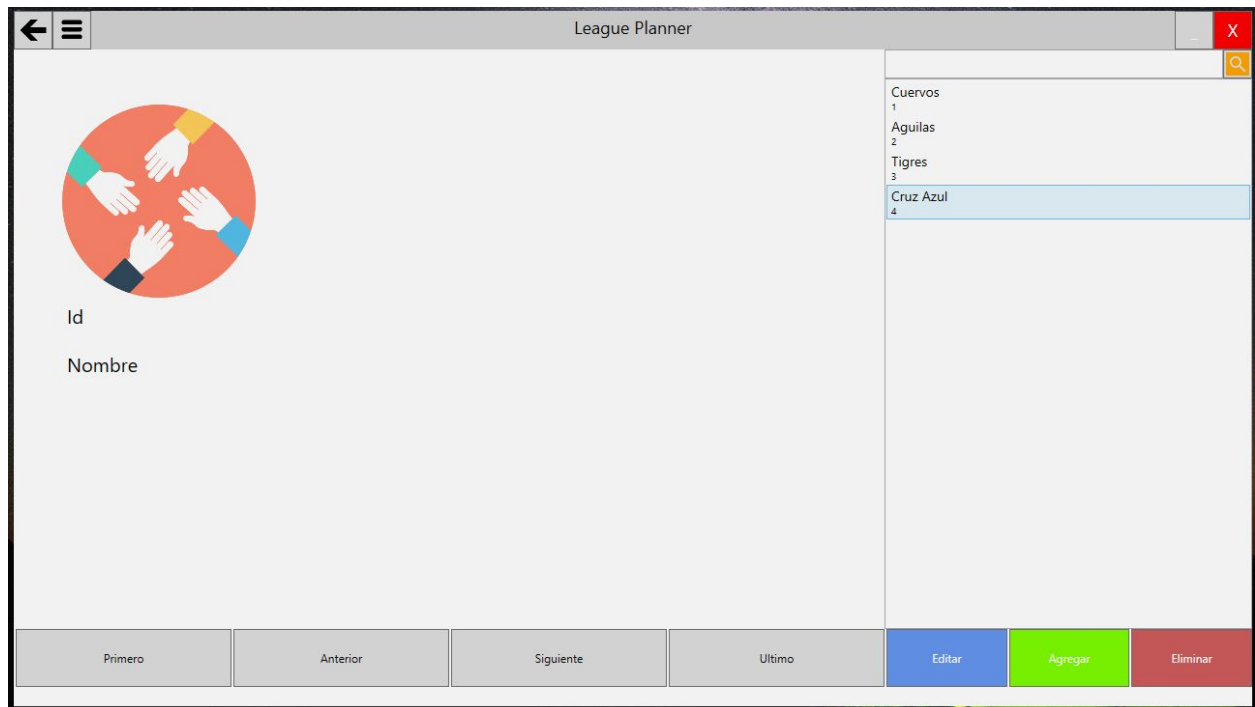 League Planner
_
X
Cuervos
1
Aguilas
2
Tigres
3
Cruz Azul
4
Id
Nombre
Primero
Anterior
Siguiente
Ultimo
Editar
Agregar
Eliminar